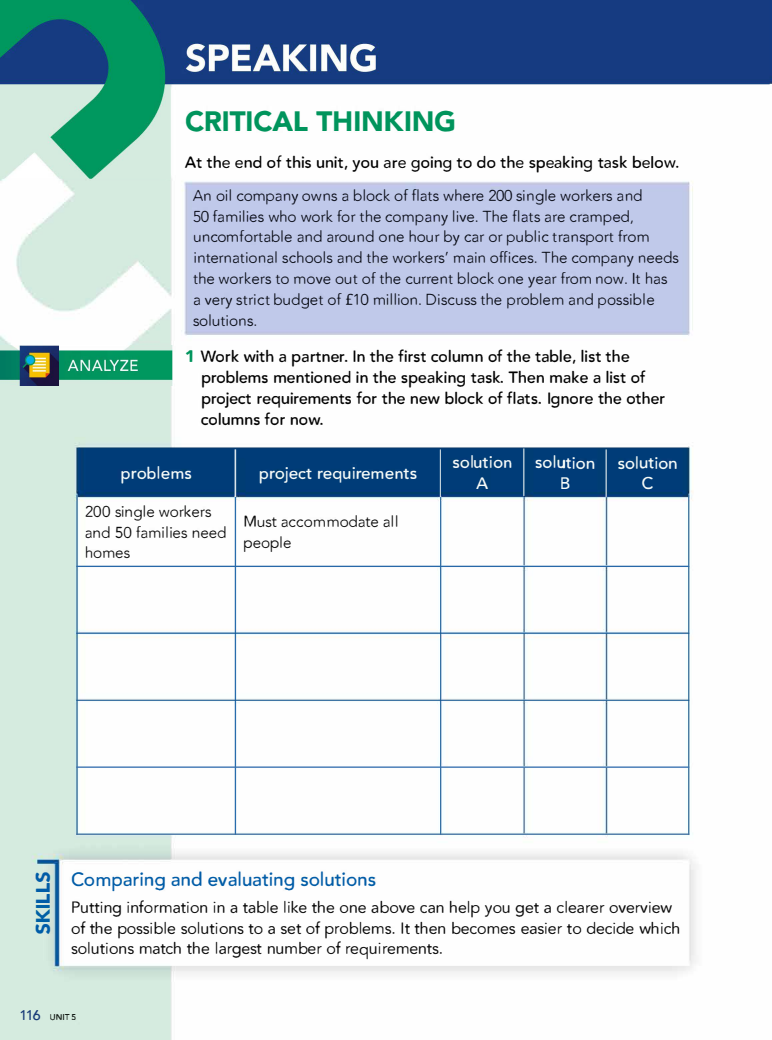 SPEAKING
CRITICAL THINKING
At the end of this unit, you are going to do the speaking task below.
An oil company owns a block of flats where 200 single workers and
50 families who work for the company live. The flats are cramped,
uncomfortable and around one hour by car or public transport from
international schools and the workers' main offices. The company needs
the workers to move out of the current block one year from now. It has
a very strict budget of £10 million. Discuss the problem and possible
solutions.
ANALYZE
1 Work with a partner. In the first column of the table, list the
problems mentioned in the speaking task. Then make a list of
project requirements for the new block of flats. Ignore the other
columns for now.
problems
project requirements
solution
A
solution
B
solution
C
200 single workers
and 50 families need
homes
Must accommodate all
people
SKILLS
Comparing and evaluating solutions
Putting information in a table like the one above can help you get a clearer overview
of the possible solutions to a set of problems. It then becomes easier to decide which
solutions match the largest number of requirements.
116 UNIT 5